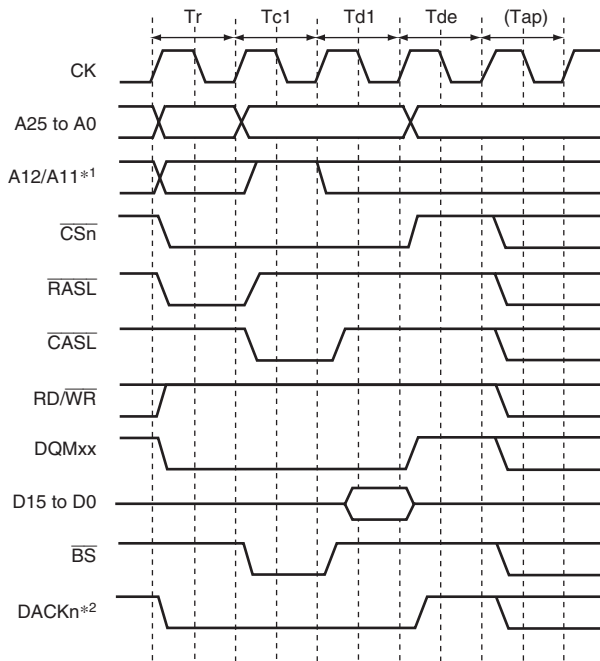 Tr Tc1 Td1 Tde (Tap)
CK
A25 to A0
A12/A11*1
CSn
RASL
CASL
RD/WR
DQMxx
D15 to D0
BS
DACKn*2